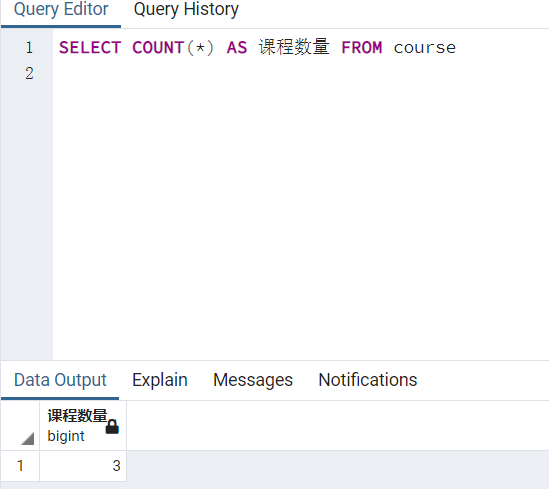 Query Editor Query History
1 SELECT COUNT(*) AS 课程数量 FROM course
2
Data Output Explain Messages Notifications
课程数量
bigint
1 3